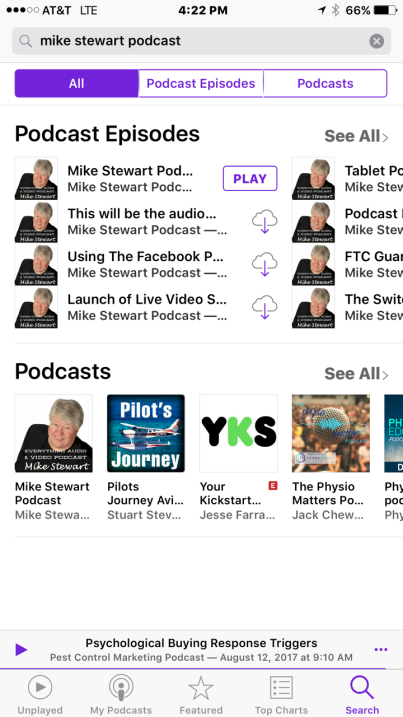 AT&T LTE 4:22 PM 66%
mike stewart podcast
All Podcast Episodes Podcasts
Podcast Episodes See All>
Mike Stewart Pod... PLAY
Mike Stewart Podc...
This will be the audio...
Mike Stewart Podcast —...
Using The Facebook P...
Mike Stewart Podcast —...
Launch of Live Video S...
Mike Stewart Podcast —...
Tablet Po
Mike Stew
Podcast
Mike Stew
FTC Guar
Mike Stew
The Swit
Mike Stew
Podcasts See All>
EVERYTHING AUDIO
& VIDEO PODCAST
Mike Stewart
Pilot's
Journey
YKS
Mike Stewart
Podcast
Mike Stewa...
Pilots
Journey Avi...
Stuart Stev...
Your E
Kickstart...
Jesse Farra...
The Physio
Matters Po...
Jack Chew...
Phy
poc
Phy
Psychological Buying Response Triggers
Pest Control Marketing Podcast — August 12, 2017 at 9:10 AM
Unplayed My Podcasts Featured Top Charts Search